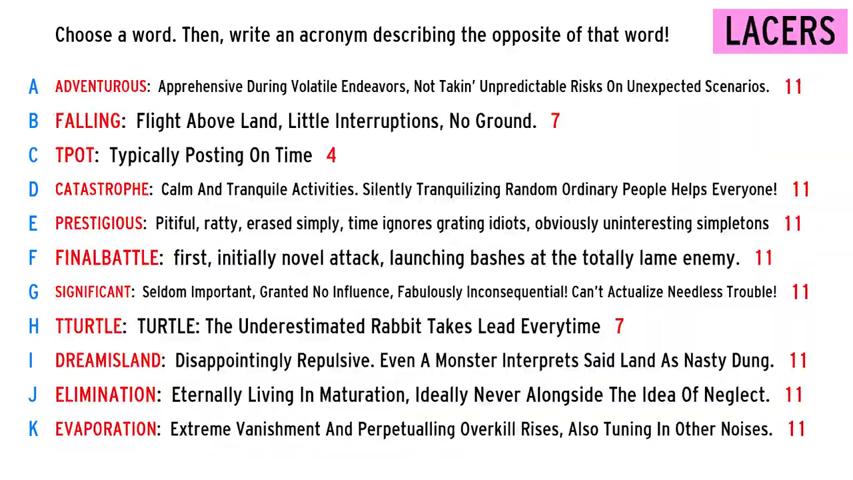 Choose a word. Then, write an acronym describing the opposite of that word!
LACERS
A ADVENTUROUS: Apprehensive During Volatile Endeavors, Not Takin' Unpredictable Risks On Unexpected Scenarios. 11
B FALLING: Flight Above Land, Little Interruptions, No Ground. 7
C TPOT: Typically Posting On Time 4
D CATASTROPHE: Calm And Tranquile Activities. Silently Tranquilizing Random Ordinary People Helps Everyone! 11
E PRESTIGIOUS: Pitiful, ratty, erased simply, time ignores grating idiots, obviously uninteresting simpletons 11
F FINALBATTLE: first, initially novel attack, launching bashes at the totally lame enemy. 11
G SIGNIFICANT: Seldom Important, Granted No Influence, Fabulously Inconsequential! Can't Actualize Needless Trouble! 11
H TTURTLE: TURTLE: The Underestimated Rabbit Takes Lead Everytime 7
I DREAMISLAND: Disappointingly Repulsive. Even A Monster Interprets Said Land As Nasty Dung. 11
J ELIMINATION: Eternally Living In Maturation, Ideally Never Alongside The Idea Of Neglect. 11
K EVAPORATION: Extreme Vanishment And Perpetualling Overkill Rises, Also Tuning In Other Noises. 11